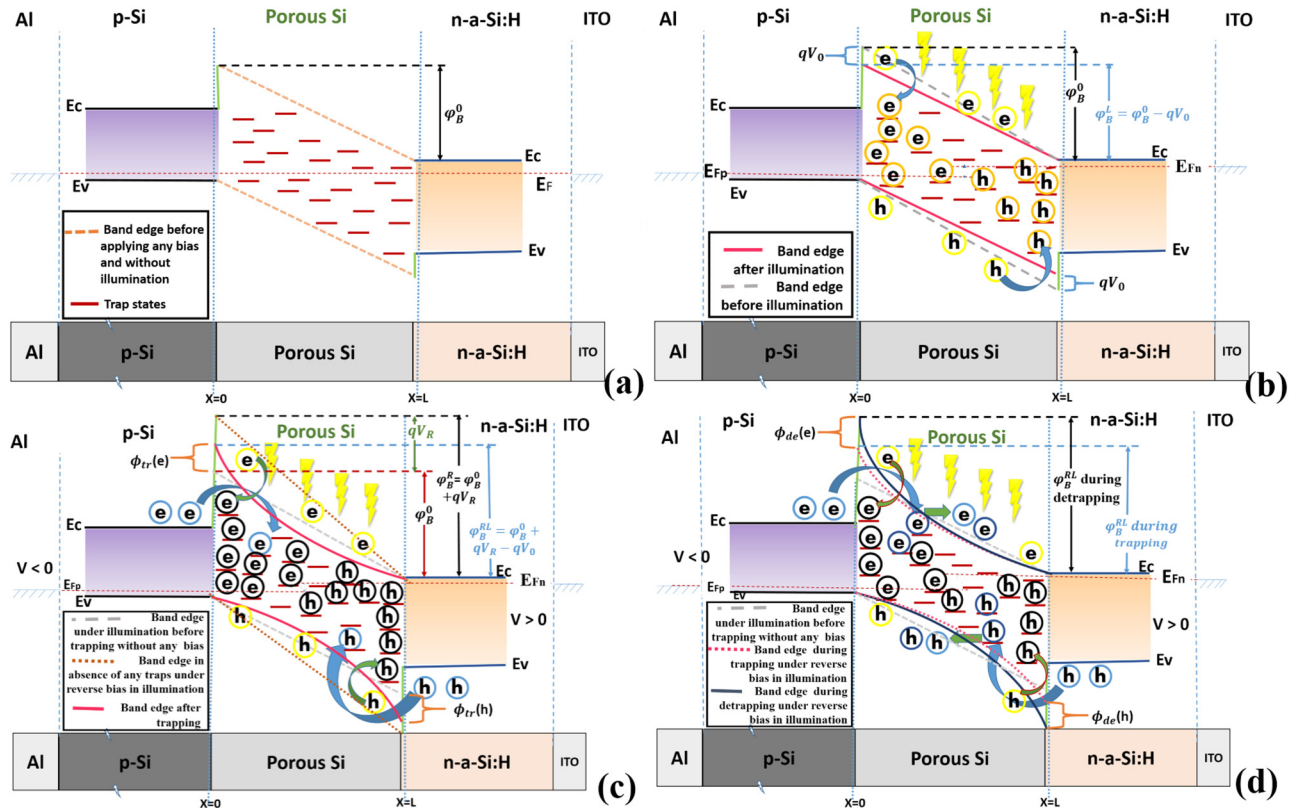 Al
p-Si
Porous Si
n-a-Si:H
ITO
Ec
Ev
φ_B^0
Ec
E_F
Ev
Band edge before
applying any bias
and without
illumination
Trap states
Al
p-Si
Porous Si
n-a-Si:H
ITO
(a)
X=0
X=L
Al
p-Si
Porous Si
n-a-Si:H
ITO
qV_0
e
e
e
φ_B^0
φ_B^L = φ_B^0 − qV_0
Ec
E_Fp
Ev
e
e
e
e
e
e
h
h
h
h
h
h
h
E_Fn
Ev
h
h
h
qV_0
Band edge
after illumination
Band edge
before illumination
Al
p-Si
Porous Si
n-a-Si:H
ITO
(b)
X=0
X=L
Al
p-Si
Porous Si
n-a-Si:H
ITO
qV_R
ϕ_tr(e)
φ_B^R = φ_B^0
+qV_R
φ_B^0
φ_B^RL = φ_B^0 +
qV_R − qV_0
e
e
e
e
e
Ec
V < 0
E_Fp
Ev
e
e
e
e
e
e
e
h
h
h
h
h
h
h
Ec
E_Fn
V > 0
Ev
h
h
h
h
h
h
ϕ_tr(h)
Band edge
under illumination before
trapping without any bias
Band edge in
absence of any traps under
reverse bias in illumination
Band edge after
trapping
Al
p-Si
Porous Si
n-a-Si:H
ITO
(c)
X=0
X=L
Al
p-Si
Porous Si
n-a-Si:H
ITO
ϕ_de(e)
φ_B^RL during
detrapping
φ_B^RL during
trapping
e
e
e
e
e
e
e
Ec
V < 0
E_Fp
Ev
e
e
e
e
e
h
h
h
h
h
h
Ec
E_Fn
V > 0
Ev
h
h
h
h
h
h
h
ϕ_de(h)
Band edge
under illumination before
trapping without any bias
Band edge during
trapping under reverse
bias in illumination
Band edge during
detrapping under reverse
bias in illumination
Al
p-Si
Porous Si
n-a-Si:H
ITO
(d)
X=0
X=L